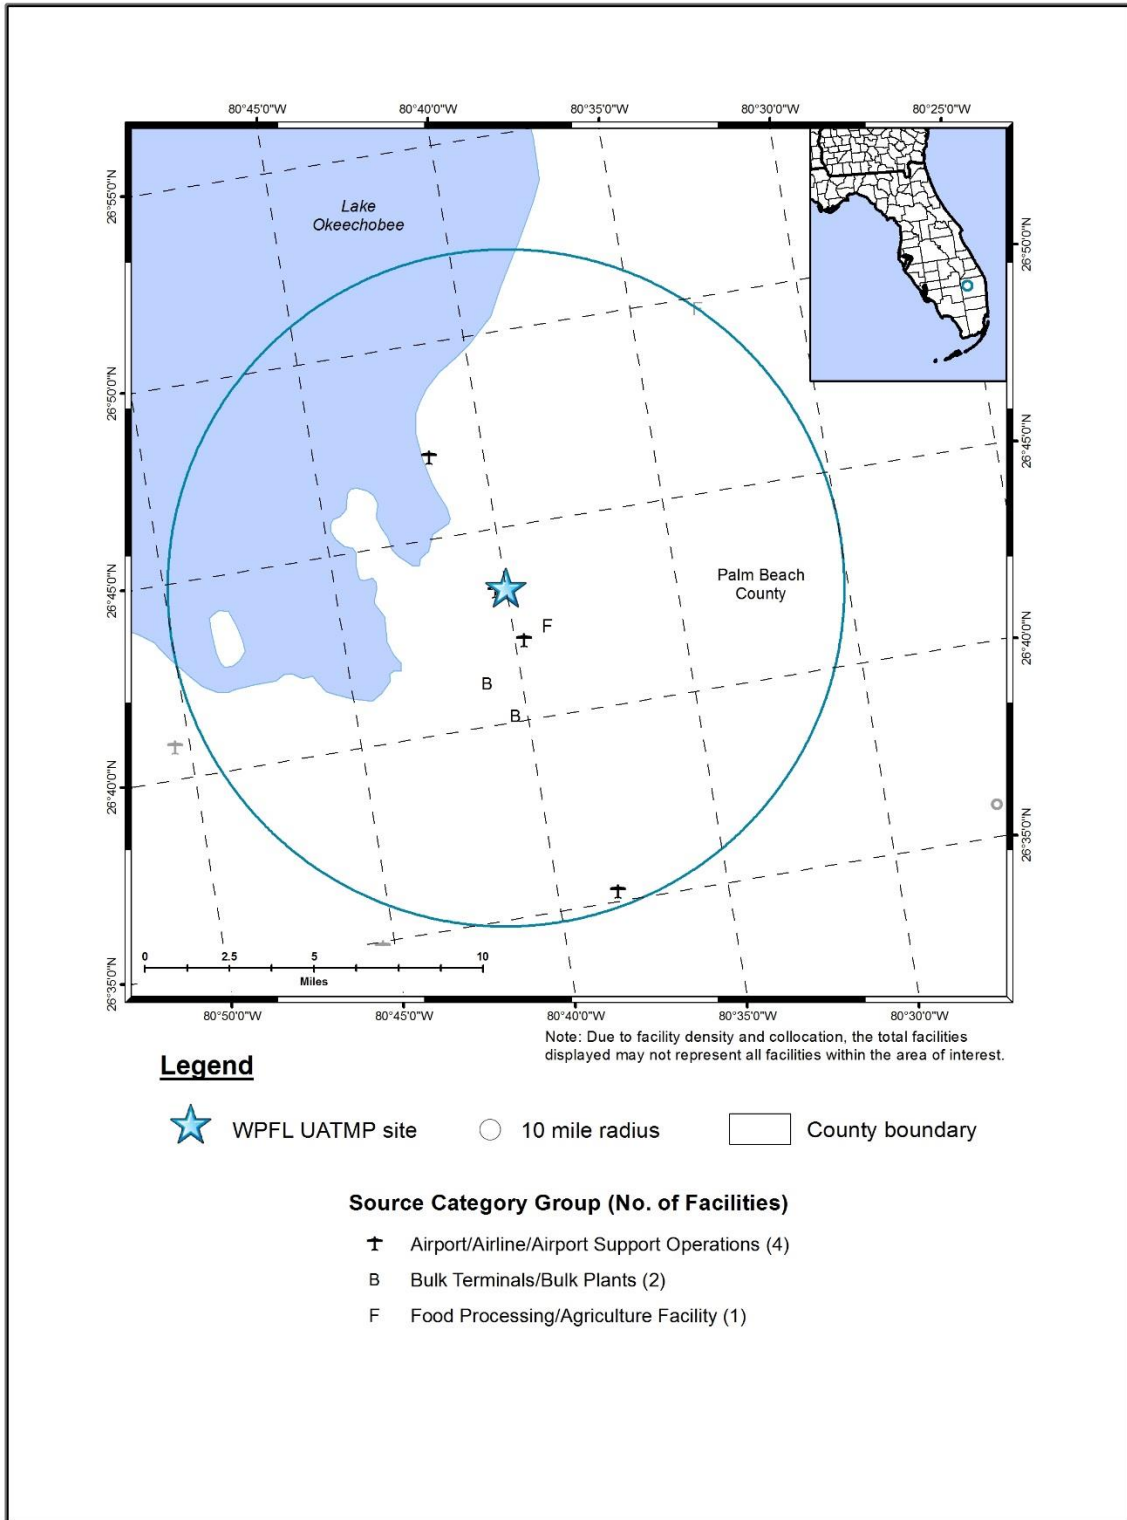 80°45'0"W 80°40'0"W 80°35'0"W 80°30'0"W 80°25'0"W
26°55'0"N
26°50'0"N
26°45'0"N
26°40'0"N
26°35'0"N
Lake
Okeechobee
F
Palm Beach
County
F
B
B
26°50'0"N
26°45'0"N
26°40'0"N
26°35'0"N
0 2.5 5 10
Miles
80°50'0"W 80°45'0"W 80°40'0"W 80°35'0"W 80°30'0"W
Note: Due to facility density and collocation, the total facilities
displayed may not represent all facilities within the area of interest.
Legend
WPFL UATMP site 10 mile radius County boundary
Source Category Group (No. of Facilities)
Airport/Airline/Airport Support Operations (4)
B Bulk Terminals/Bulk Plants (2)
F Food Processing/Agriculture Facility (1)